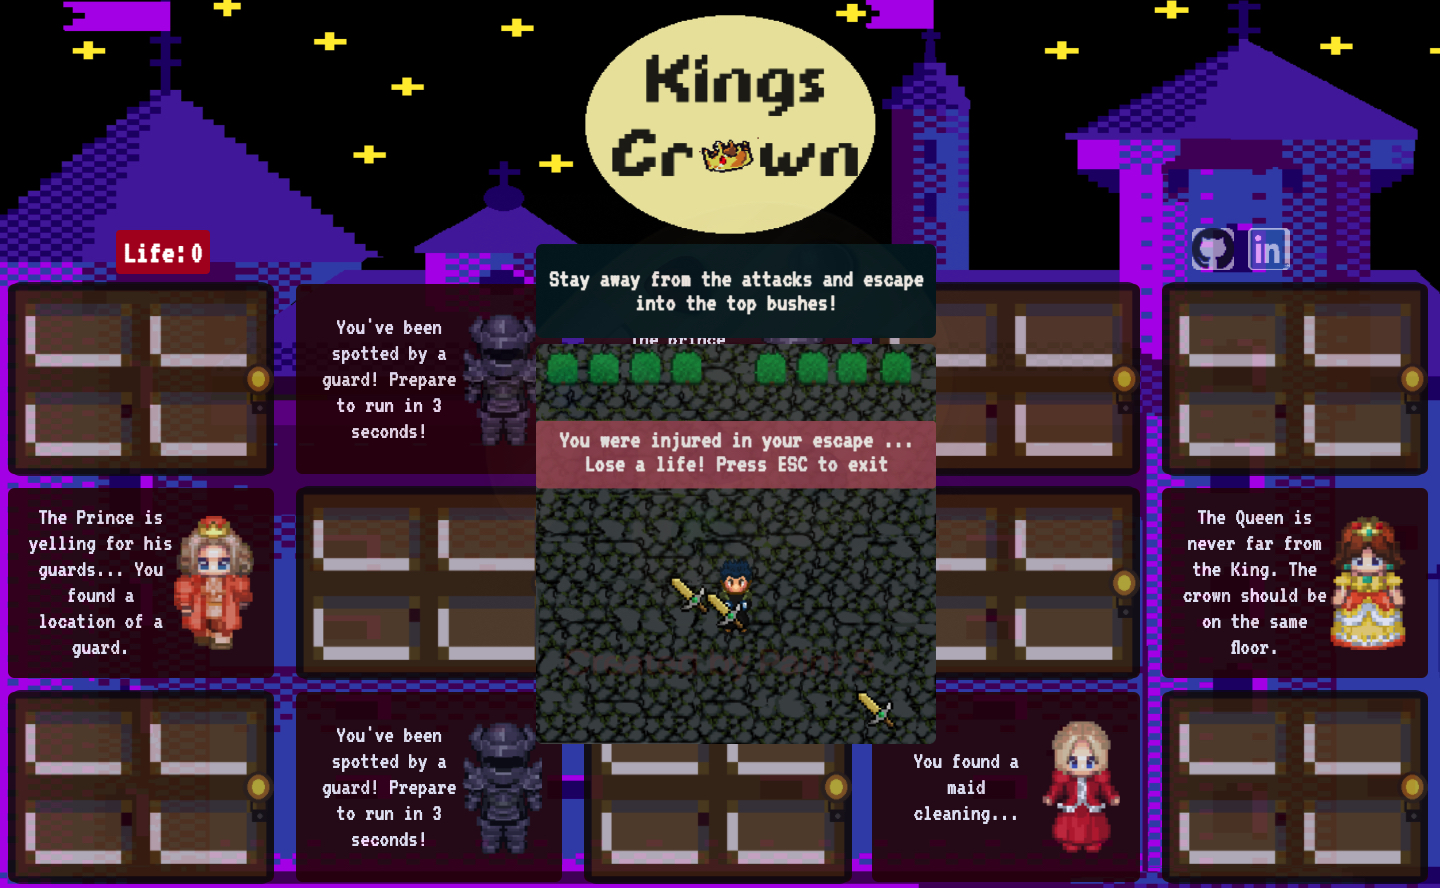 Kings
Crown
Life: 0
in
Stay away from the attacks and escape
into the top bushes!
You've been
spotted by a
guard! Prepare
to run in 3
seconds!
the prince
You were injured in your escape ...
Lose a life! Press ESC to exit
The Prince is
yelling for his
guards... You
found a
location of a
guard.
The Queen is
never far from
the King. The
crown should be
on the same
floor.
You've been
spotted by a
guard! Prepare
to run in 3
seconds!
You found a
maid
cleaning...